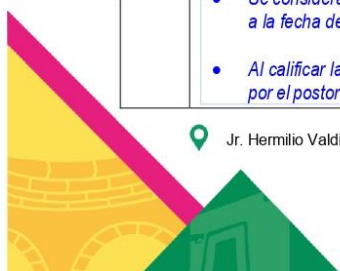 • Se considera
a la fecha de
• Al calificar la
por el postor
Jr. Hermilio Valdi